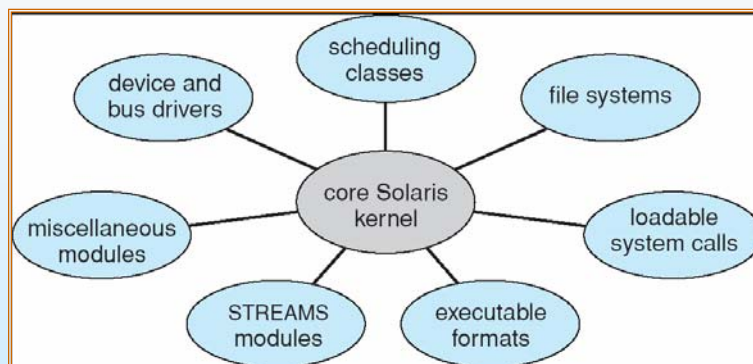 scheduling
classes
device and
bus drivers
file systems
core Solaris
kernel
miscellaneous
modules
loadable
system calls
STREAMS
modules
executable
formats